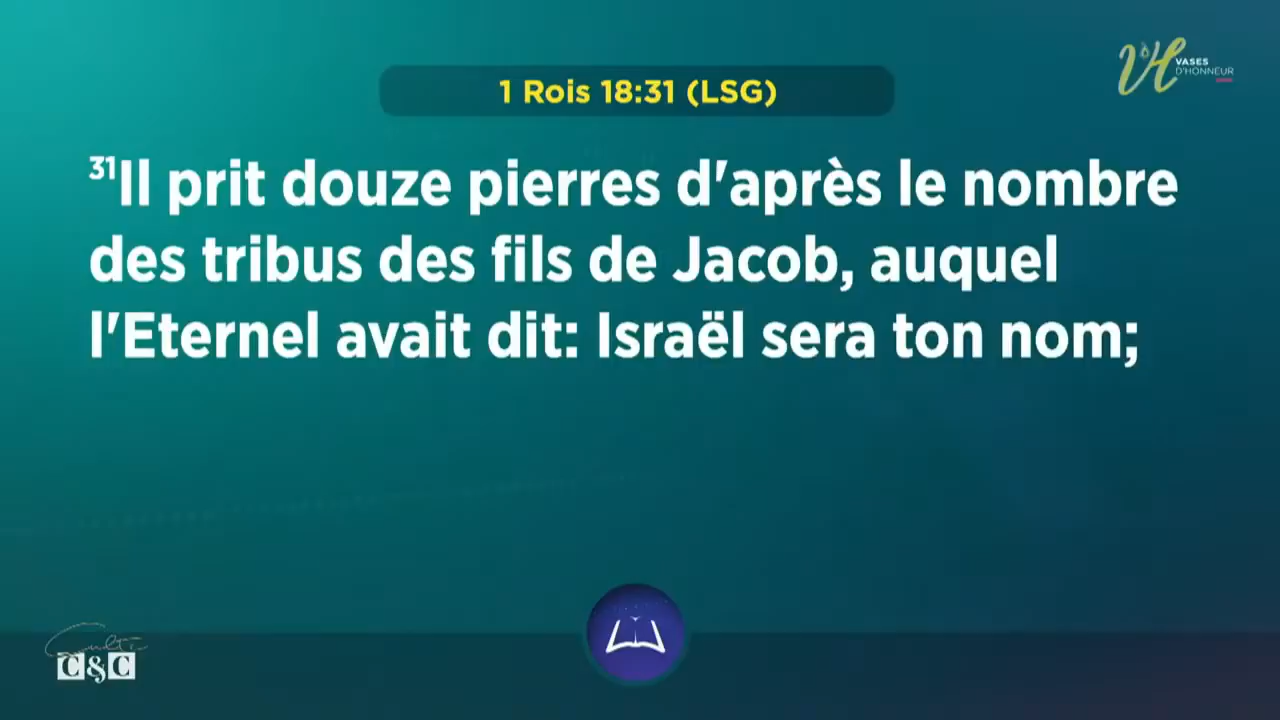 1 Rois 18:31 (LSG)
VASES
D'HONNEUR
31Il prit douze pierres d'après le nombre
des tribus des fils de Jacob, auquel
l'Eternel avait dit: Israël sera ton nom;
Culte
C&C